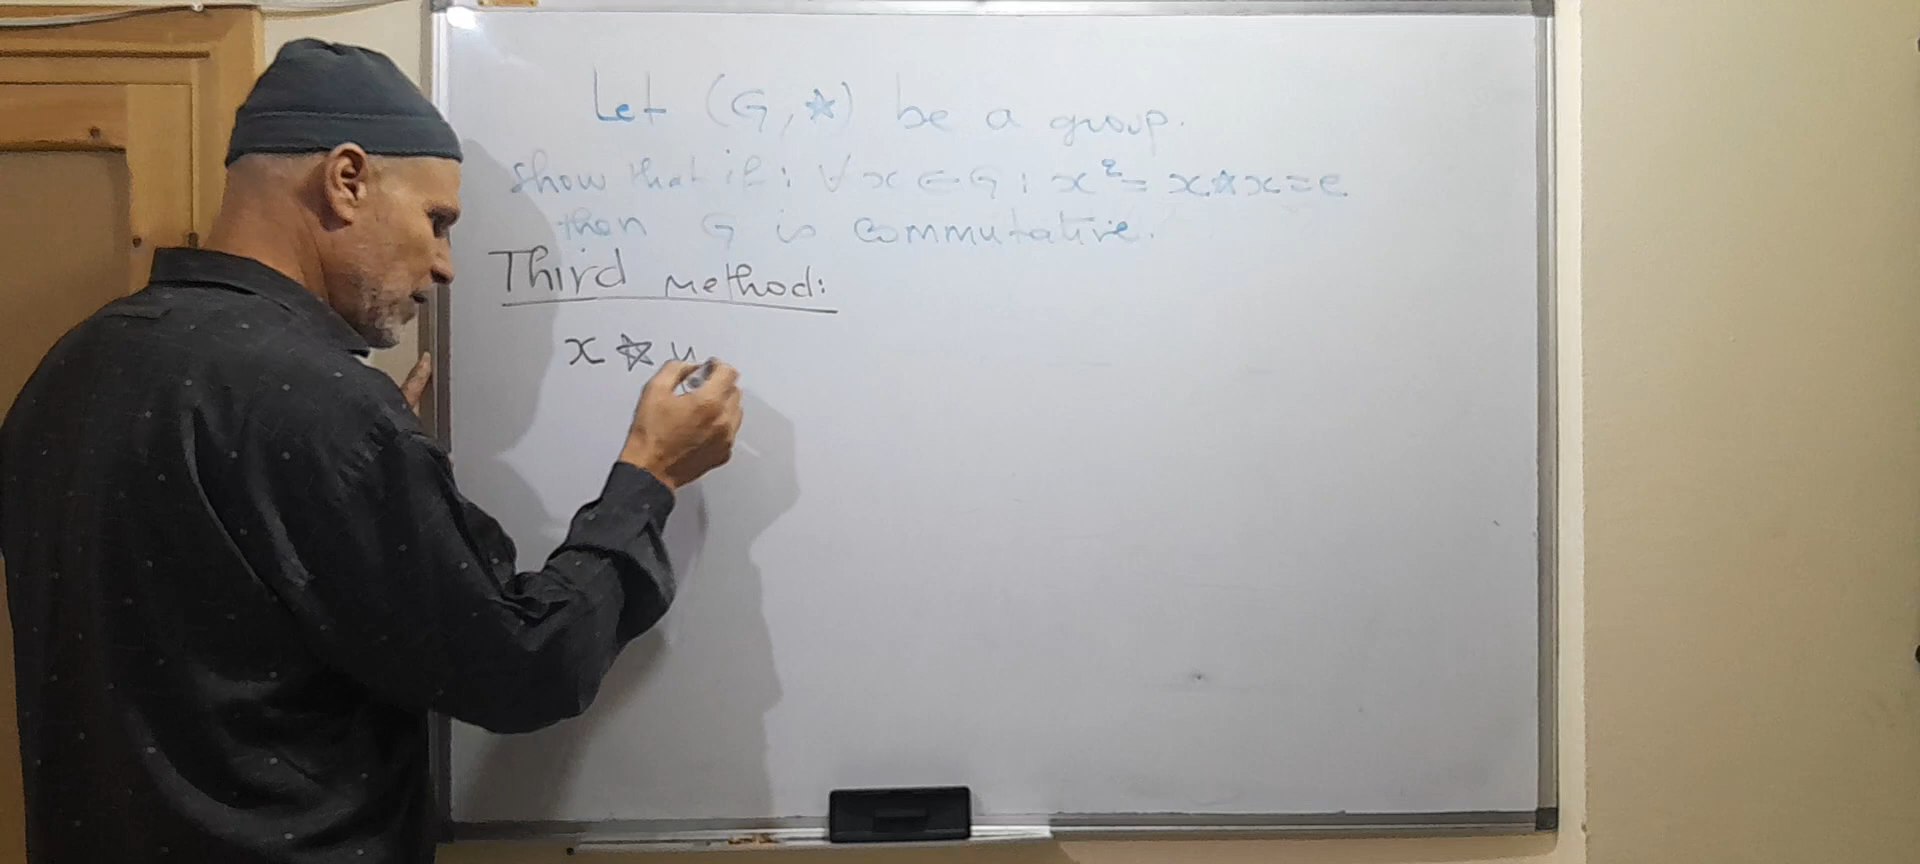 Let (G, ☆) be a group.
show that if : ∀ x ∈ G : x² = x ☆ x = e
then G is commutative.
Third method:
x ☆ y